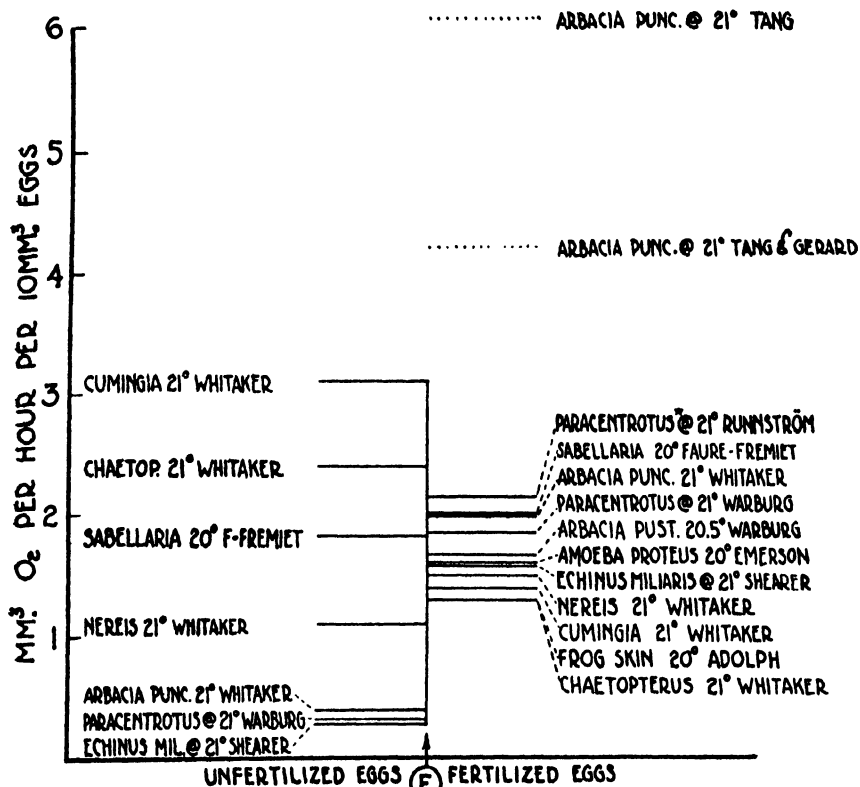 MM.³ O₂ PER HOUR PER 10MM.³ EGGS
6
5
4
3
2
1
ARBACIA PUNC. @ 21° TANG
ARBACIA PUNC. @ 21° TANG & GERARD
CUMINGIA 21° WHITAKER
CHAETOP. 21° WHITAKER
SABELLARIA 20° F-FREMIET
NEREIS 21° WHITAKER
ARBACIA PUNC. 21° WHITAKER
PARACENTROTUS @ 21° WARBURG
ECHINUS MIL. @ 21° SHEARER
PARACENTROTUS* @ 21° RUNNSTRÖM
SABELLARIA 20° FAURE-FREMIET
ARBACIA PUNC. 21° WHITAKER
PARACENTROTUS @ 21° WARBURG
ARBACIA PUST. 20.5° WARBURG
AMOEBA PROTEUS 20° EMERSON
ECHINUS MILIARIS @ 21° SHEARER
NEREIS 21° WHITAKER
CUMINGIA 21° WHITAKER
FROG SKIN 20° ADOLPH
CHAETOPTERUS 21° WHITAKER
UNFERTILIZED EGGS F FERTILIZED EGGS